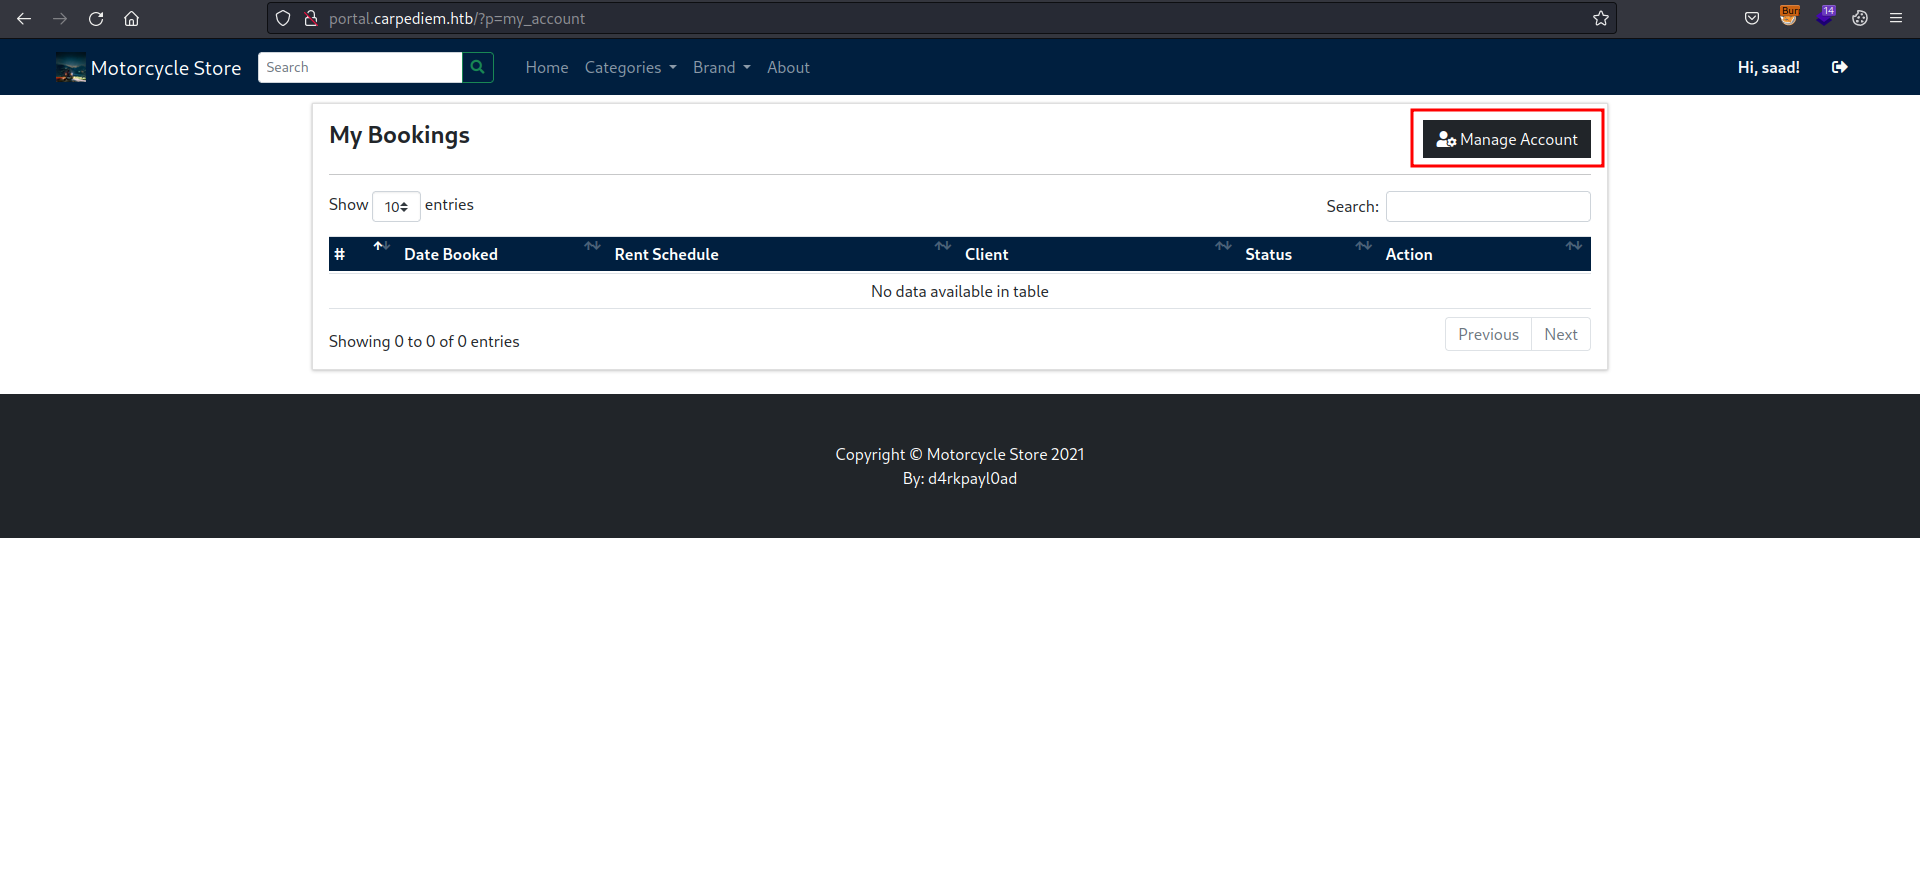 portal.carpediem.htb/?p=my_account
Burp
14
Motorcycle Store
Search
Home Categories Brand About
Hi, saad!
My Bookings
Manage Account
Show 10 entries
Search:
# Date Booked Rent Schedule Client Status Action
No data available in table
Showing 0 to 0 of 0 entries
Previous Next
Copyright © Motorcycle Store 2021
By: d4rkpayl0ad